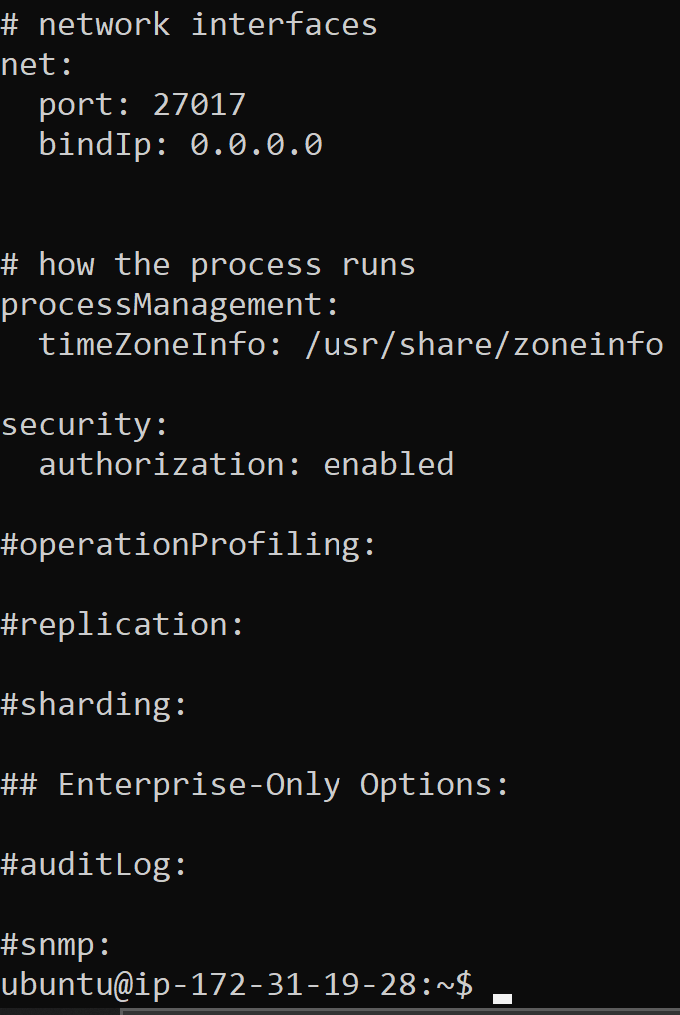 # network interfaces
net:
  port: 27017
  bindIp: 0.0.0.0
# how the process runs
processManagement:
  timeZoneInfo: /usr/share/zoneinfo
security:
  authorization: enabled
#operationProfiling:
#replication:
#sharding:
## Enterprise-Only Options:
#auditLog:
#snmp:
ubuntu@ip-172-31-19-28:~$